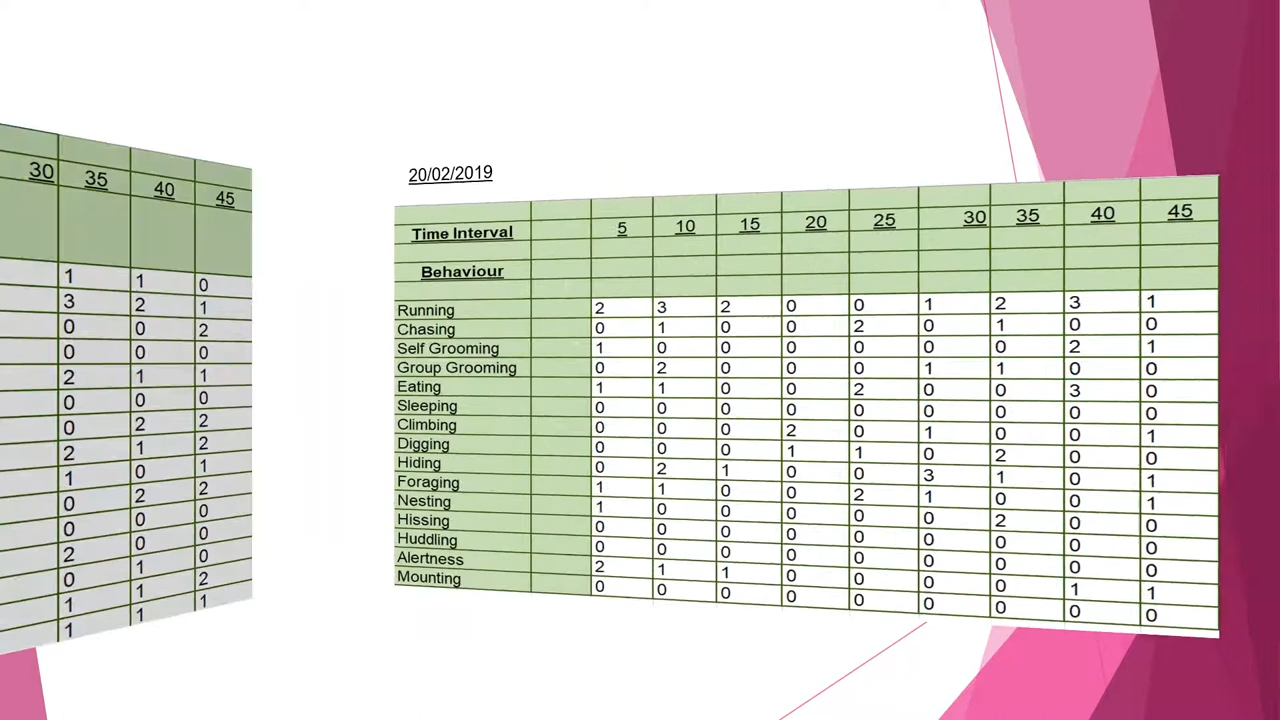 30 35 40 45
1 1 0
3 2 1
0 0 2
0 0 0
2 1 1
0 0 0
0 2 2
2 1 2
1 0 1
0 2 2
0 0 0
2 0 0
0 1 0
1 1 2
1 1 1
20/02/2019
Time Interval 5 10 15 20 25 30 35 40 45
Behaviour
Running 2 3 2 0 0 1 2 3 1
Chasing 0 1 0 0 2 0 1 0 0
Self Grooming 1 0 0 0 0 0 0 2 1
Group Grooming 0 2 0 0 0 1 1 0 0
Eating 1 1 0 0 2 0 0 3 0
Sleeping 0 0 0 0 0 0 0 0 0
Climbing 0 0 0 2 0 1 0 0 1
Digging 0 0 0 1 1 0 2 0 0
Hiding 0 2 1 0 0 3 1 0 1
Foraging 1 1 0 0 2 1 0 0 1
Nesting 1 0 0 0 0 0 2 0 0
Hissing 0 0 0 0 0 0 0 0 0
Huddling 0 0 0 0 0 0 0 0 0
Alertness 2 1 1 0 0 0 0 1 1
Mounting 0 0 0 0 0 0 0 0 0